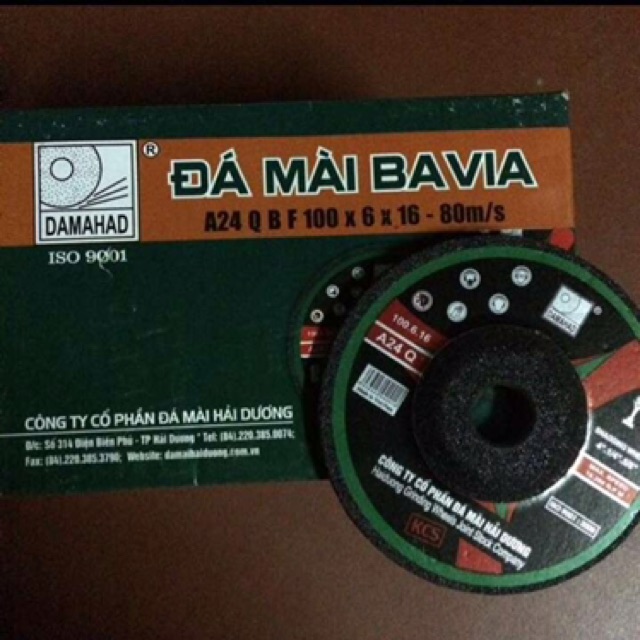 DAMAHAD
®
ISO 9001
ĐÁ MÀI BAVIA
A24 Q B F 100 x 6 x 16 - 80m/s
CÔNG TY CỔ PHẦN ĐÁ MÀI HẢI DƯƠNG
Đ/c: Số 314 Điện Biên Phủ - TP Hải Dương * Tel: (84).220.385.0074;
Fax: (84).220.385.3790; Website: damaihaiduong.com.vn
DAMAHAD
100.6.16
A24 Q
CÔNG TY CỔ PHẦN ĐÁ MÀI HẢI DƯƠNG
Haiduong Grinding Wheels Joint Stock Company
KCS